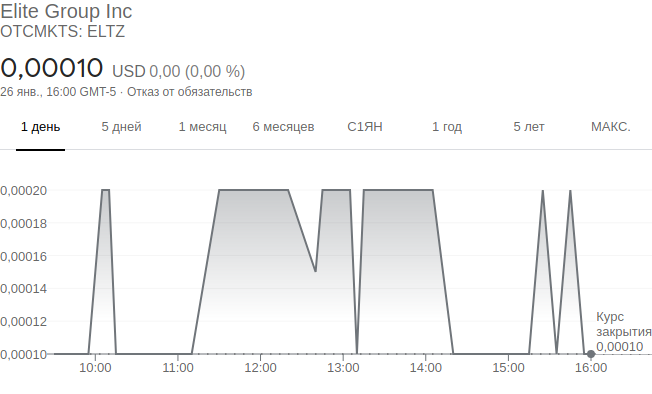 Elite Group Inc
OTCMKTS: ELTZ
0,00010 USD 0,00 (0,00 %)
26 янв., 16:00 GMT-5 · Отказ от обязательств
1 день 5 дней 1 месяц 6 месяцев С1ЯН 1 год 5 лет МАКС.
0,00020
0,00018
0,00016
0,00014
0,00012
0,00010
Курс
закрытия
0,00010
10:00 11:00 12:00 13:00 14:00 15:00 16:00